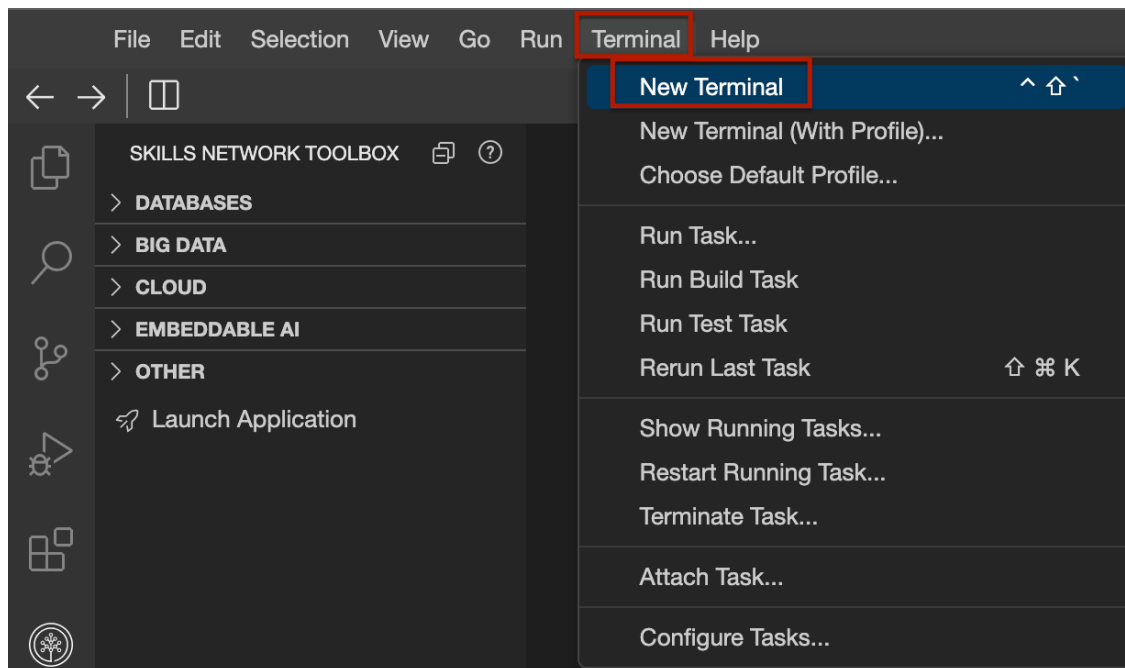 File Edit Selection View Go Run Terminal Help
New Terminal ^ ⇧ `
New Terminal (With Profile)...
Choose Default Profile...
Run Task...
Run Build Task
Run Test Task
Rerun Last Task ⇧ ⌘ K
Show Running Tasks...
Restart Running Task...
Terminate Task...
Attach Task...
Configure Tasks...
SKILLS NETWORK TOOLBOX
DATABASES
BIG DATA
CLOUD
EMBEDDABLE AI
OTHER
Launch Application